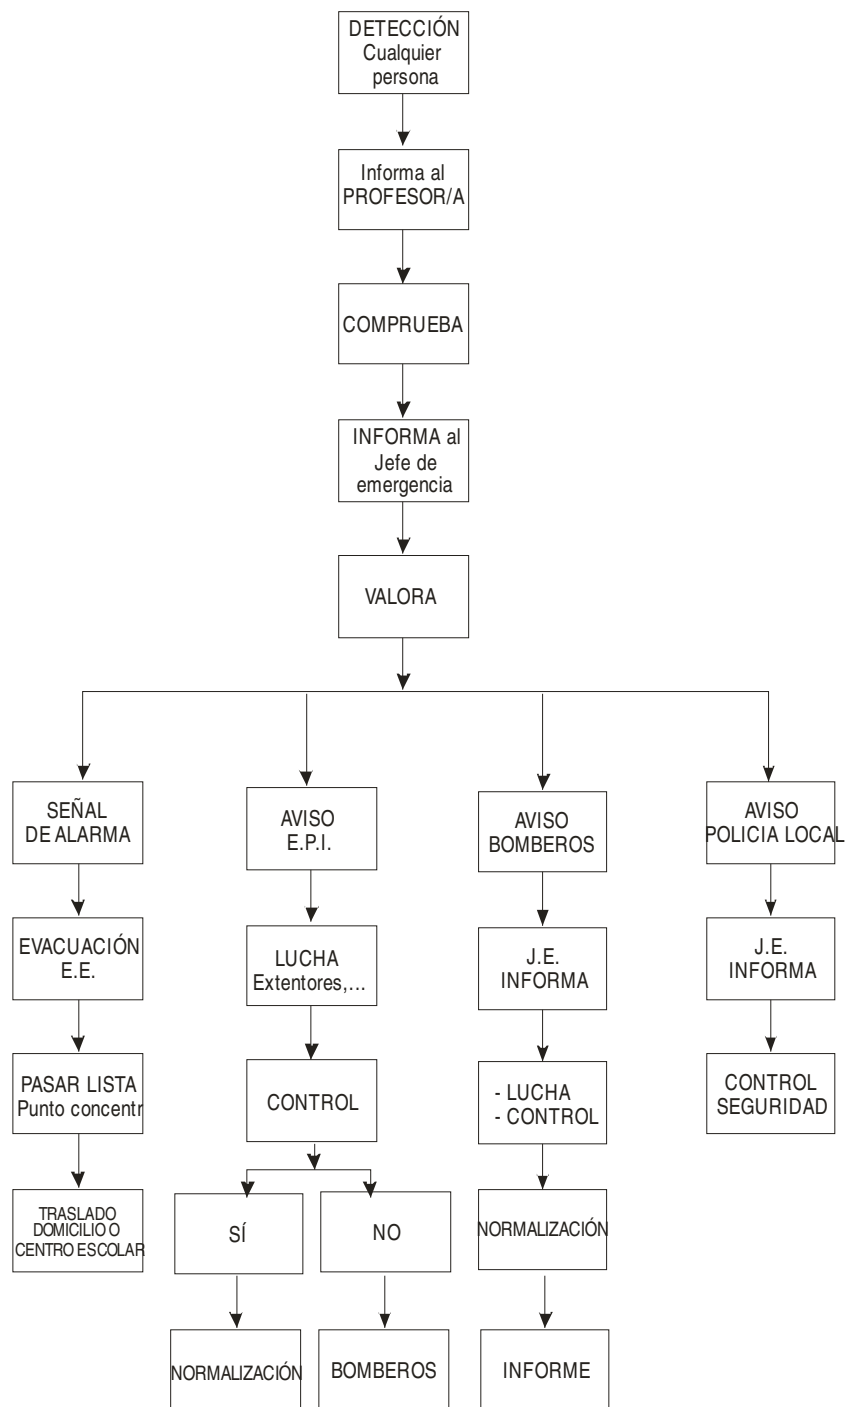 DETECCIÓN
Cualquier
persona
Informa al
PROFESOR/A
COMPRUEBA
INFORMA al
Jefe de
emergencia
VALORA
SEÑAL
DE ALARMA
EVACUACIÓN
E.E.
PASAR LISTA
Punto concentr
TRASLADO
DOMICILIO O
CENTRO ESCOLAR
AVISO
E.P.I.
LUCHA
Extentores,...
CONTROL
SÍ
NO
NORMALIZACIÓN
BOMBEROS
AVISO
BOMBEROS
J.E.
INFORMA
- LUCHA
- CONTROL
NORMALIZACIÓN
INFORME
AVISO
POLICIA LOCAL
J.E.
INFORMA
CONTROL
SEGURIDAD